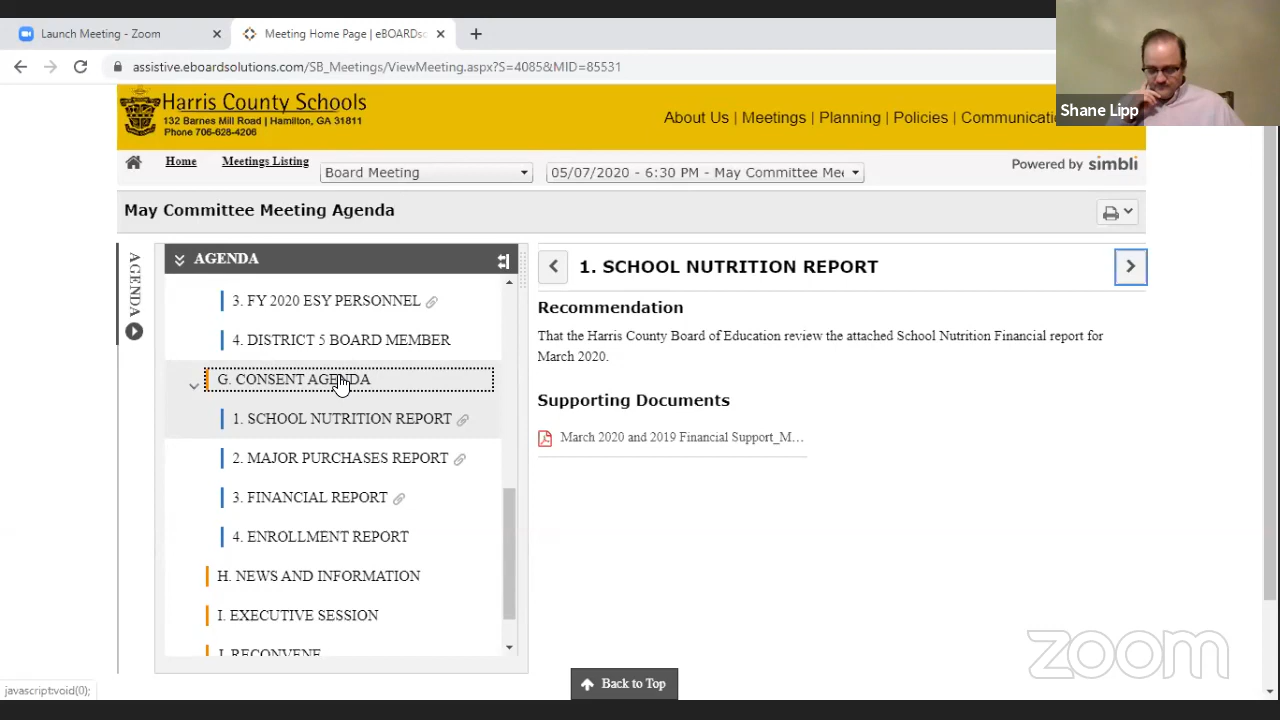 Launch Meeting - Zoom
Meeting Home Page | eBOARDso
assistive.eboardsolutions.com/SB_Meetings/ViewMeeting.aspx?S=4085&MID=85531
Shane Lipp
Harris County Schools
132 Barnes Mill Road | Hamilton, GA 31811
Phone 706-628-4206
About Us | Meetings | Planning | Policies | Communicatio
Home
Meetings Listing
Board Meeting
05/07/2020 - 6:30 PM - May Committee Mee
Powered by simbli
May Committee Meeting Agenda
AGENDA
AGENDA
3. FY 2020 ESY PERSONNEL
4. DISTRICT 5 BOARD MEMBER
G. CONSENT AGENDA
1. SCHOOL NUTRITION REPORT
2. MAJOR PURCHASES REPORT
3. FINANCIAL REPORT
4. ENROLLMENT REPORT
H. NEWS AND INFORMATION
I. EXECUTIVE SESSION
J. RECONVENE
1. SCHOOL NUTRITION REPORT
Recommendation
That the Harris County Board of Education review the attached School Nutrition Financial report for
March 2020.
Supporting Documents
March 2020 and 2019 Financial Support_M...
zoom
Back to Top
javascript:void(0);